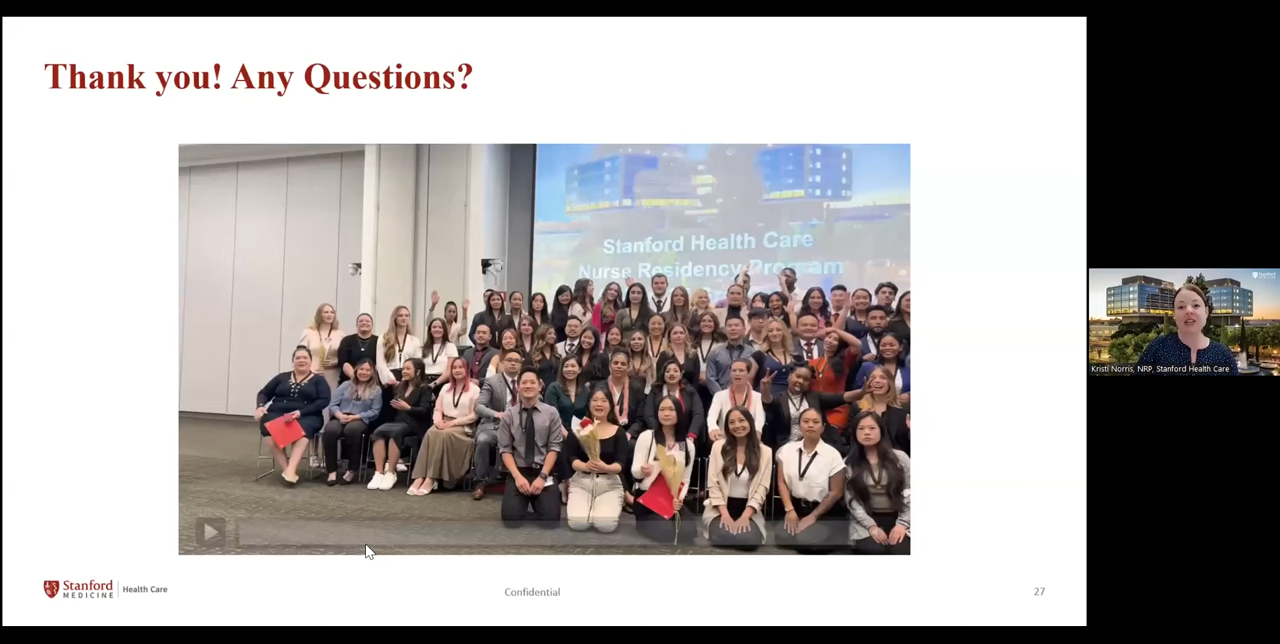 Thank you! Any Questions?
Stanford Health Care
Nurse Residency Program
Stanford
MEDICINE
Health Care
Confidential
27
Kristi Norris, NRP, Stanford Health Care